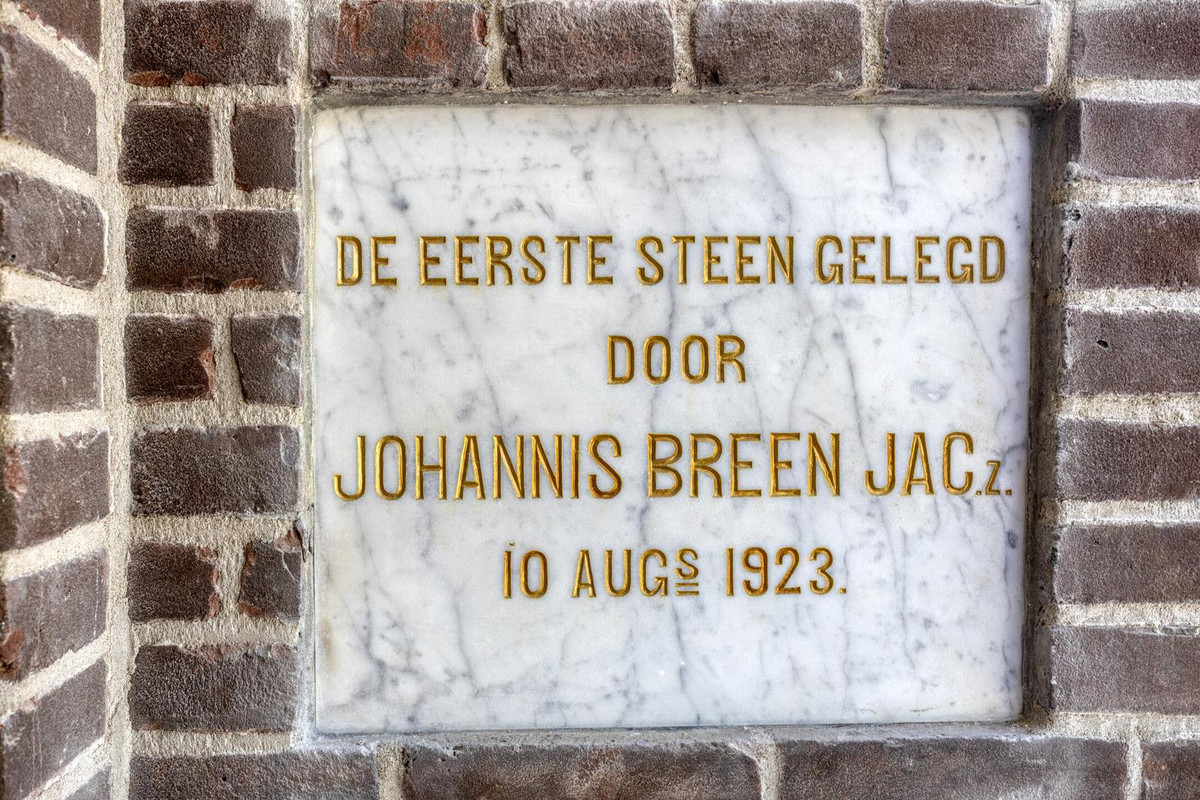 DE EERSTE STEEN GELEGD
DOOR
JOHANNIS BREEN JAC.Z.
10 AUGS 1923.